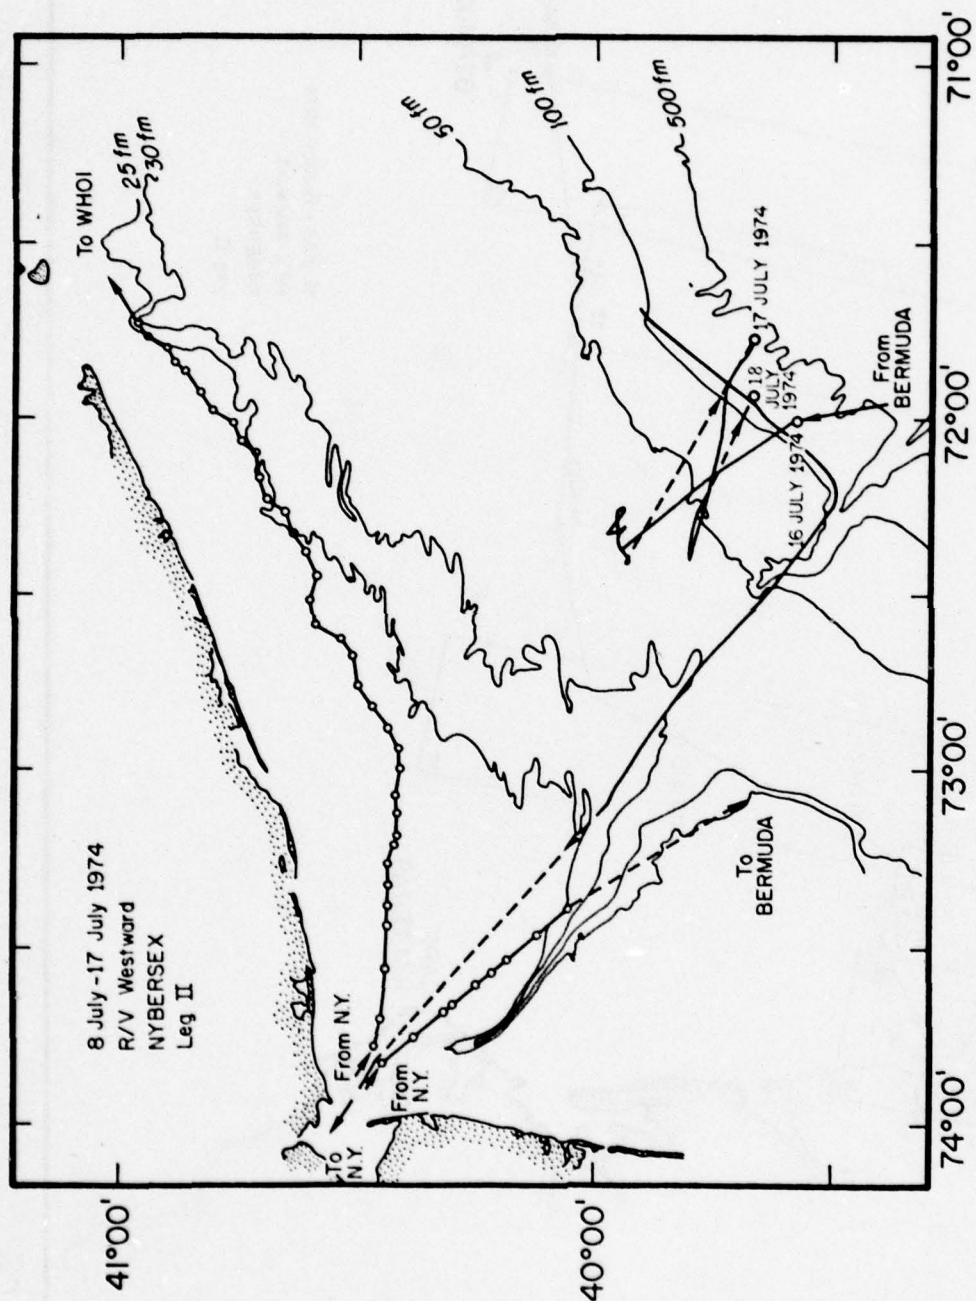 8 July-17 July 1974
R/V Westward
NYBERSEX
Leg II
To WHOI
25 fm
30 fm
50 fm
100 fm
500 fm
From N.Y.
From
N.Y.
To
N.Y.
To
BERMUDA
From
BERMUDA
16 JULY 1974
18
JULY
1974
17 JULY 1974
41°00'
40°00'
74°00'
73°00'
72°00'
71°00'